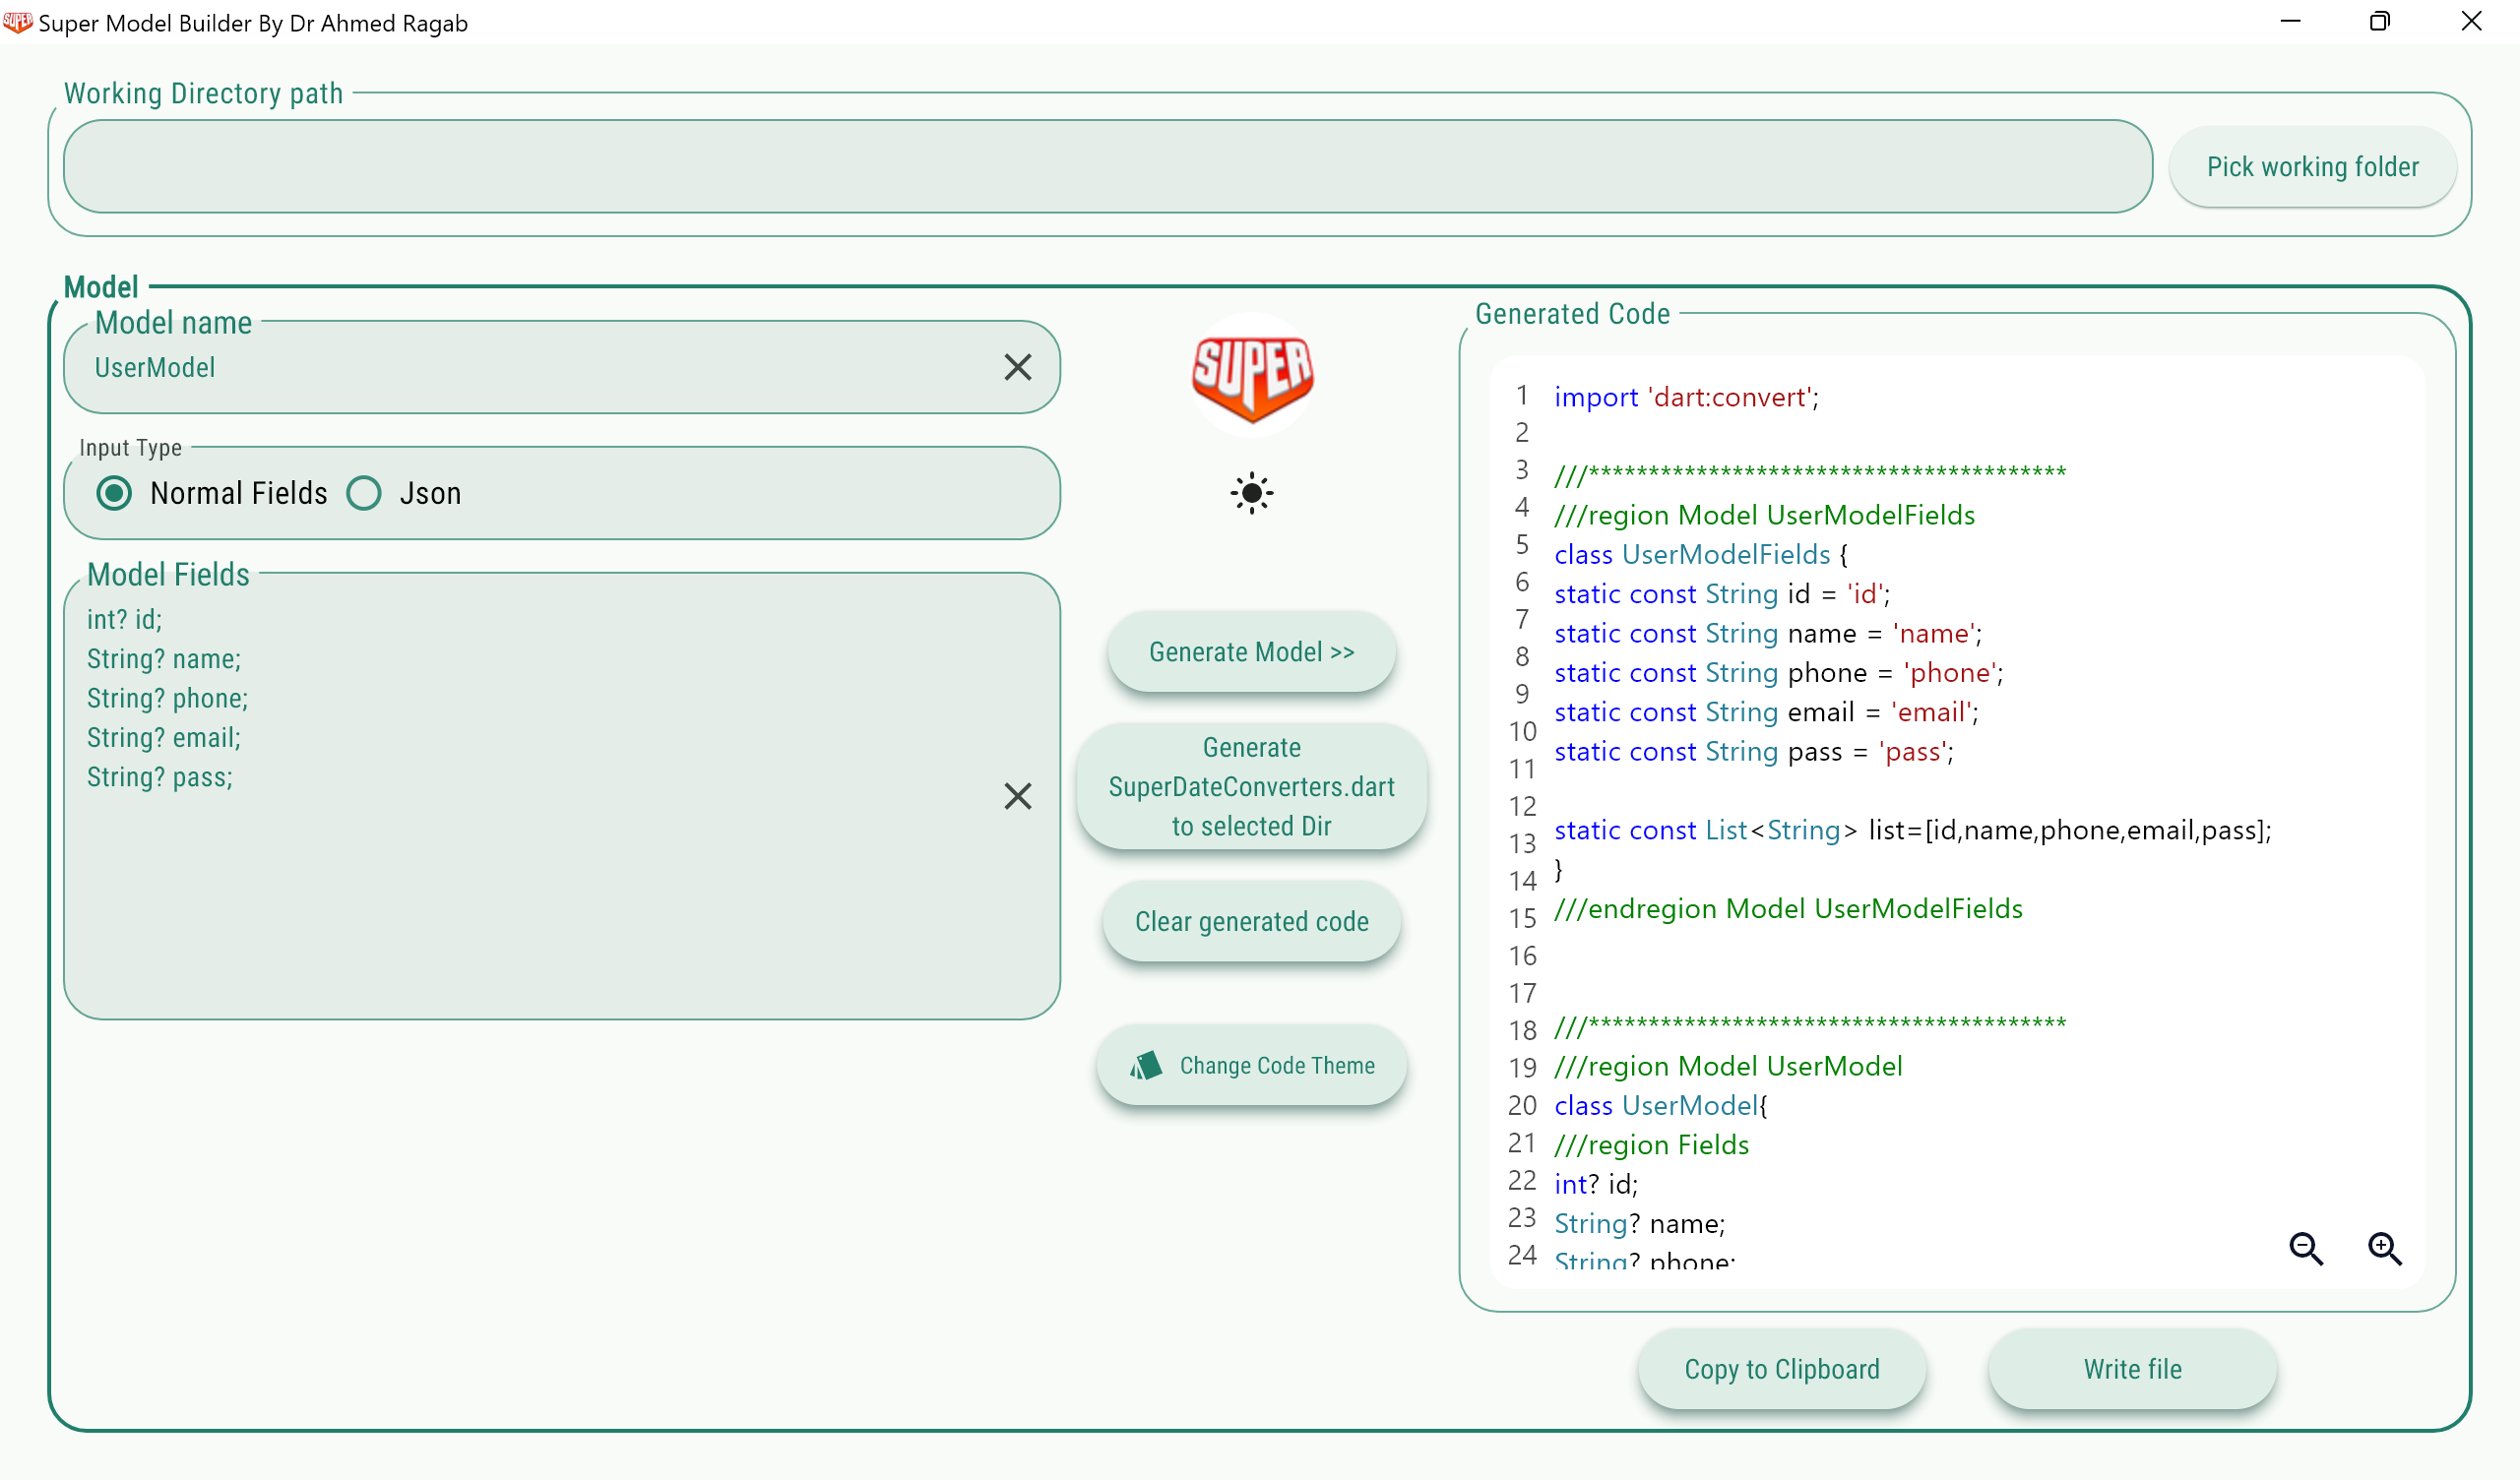 SUPER Super Model Builder By Dr Ahmed Ragab
Working Directory path
Pick working folder
Model
Model name
UserModel
Input Type
Normal Fields Json
Model Fields
int? id;
String? name;
String? phone;
String? email;
String? pass;
SUPER
Generate Model >>
Generate
SuperDateConverters.dart
to selected Dir
Clear generated code
Change Code Theme
Generated Code
1 import 'dart:convert';
2
3 ///****************************************
4 ///region Model UserModelFields
5 class UserModelFields {
6 static const String id = 'id';
7 static const String name = 'name';
8 static const String phone = 'phone';
9 static const String email = 'email';
10 static const String pass = 'pass';
11
12 static const List<String> list=[id,name,phone,email,pass];
13 }
14 ///endregion Model UserModelFields
15
16
17 ///****************************************
18 ///region Model UserModel
19 class UserModel{
20 ///region Fields
21 int? id;
22 String? name;
23 String? phone;
24
Copy to Clipboard
Write file